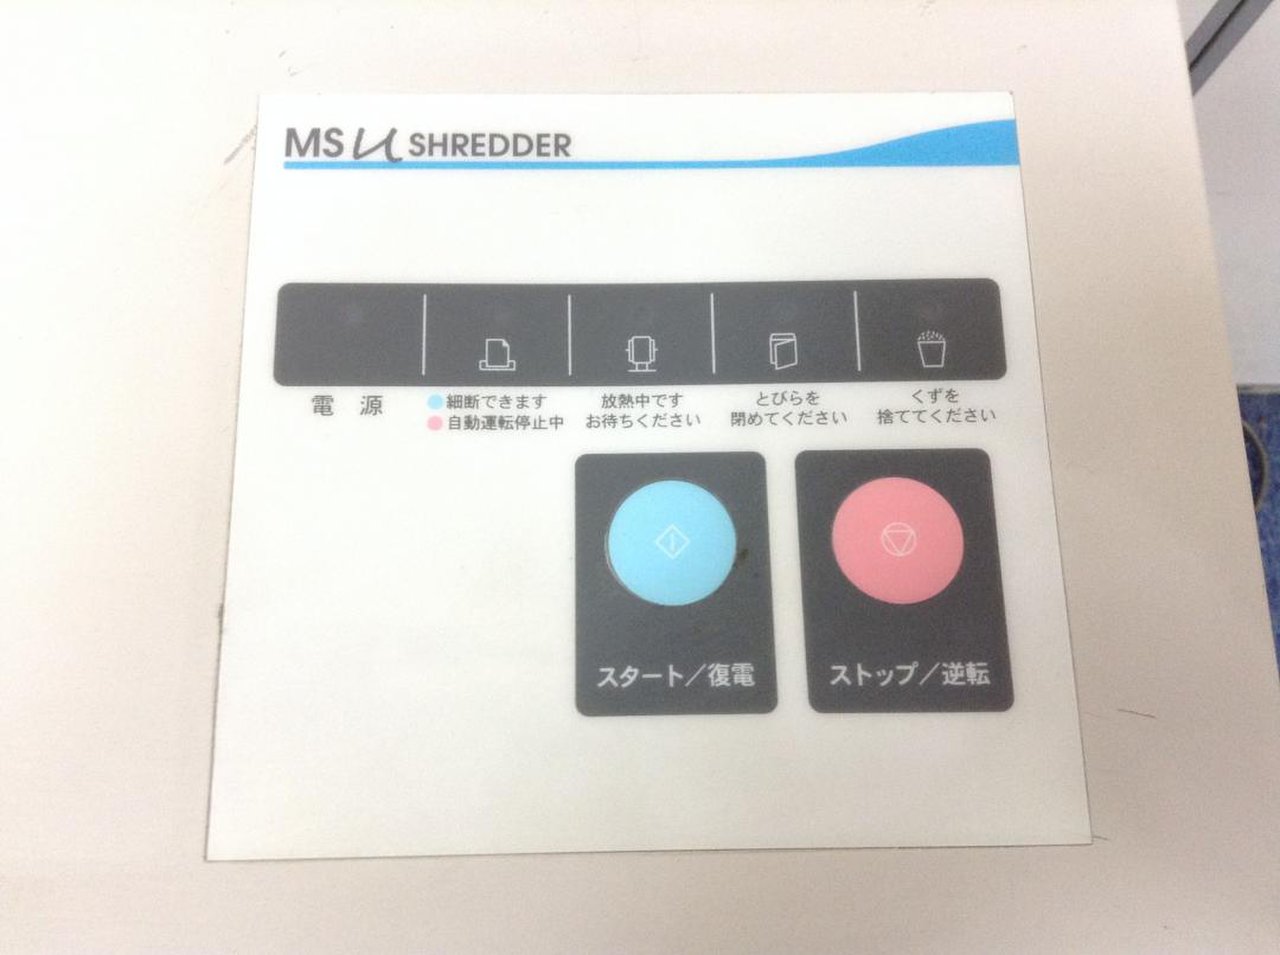 MS U SHREDDER
電 源
細断できます
自動運転停止中
放熱中です
お待ちください
とびらを
閉めてください
くずを
捨ててください
スタート／復電
ストップ／逆転